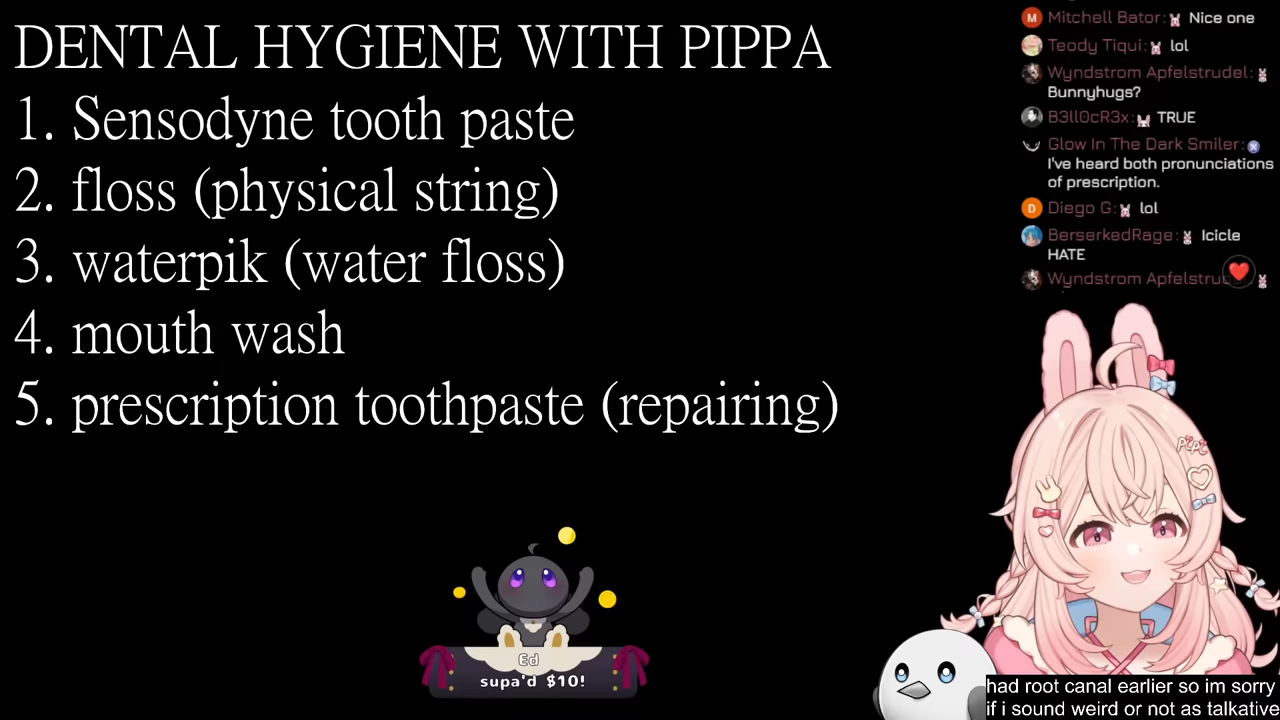 DENTAL HYGIENE WITH PIPPA
1. Sensodyne tooth paste
2. floss (physical string)
3. waterpik (water floss)
4. mouth wash
5. prescription toothpaste (repairing)
Mitchell Bator: Nice one
Teody Tiqui: lol
Wyndstrom Apfelstrudel:
Bunnyhugs?
B3ll0cR3x: TRUE
Glow In The Dark Smiler:
I've heard both pronunciations
of prescription.
Diego G: lol
BerserkedRage: Icicle
HATE
Wyndstrom
pipi
Ed
supa'd $10!
had root canal earlier so im sorry
if i sound weird or not as talkative